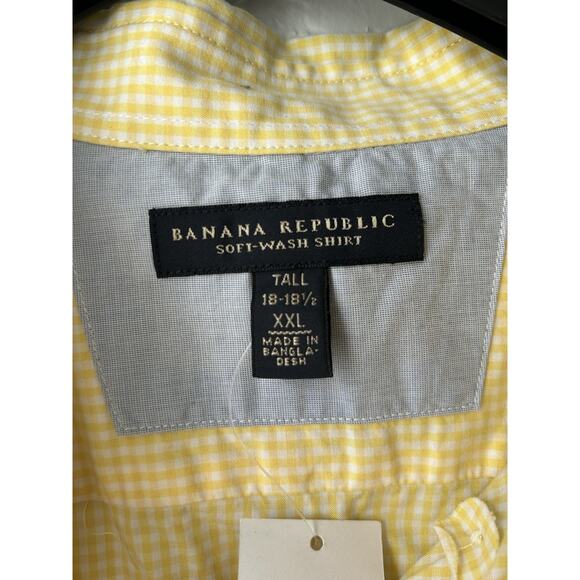 BANANA REPUBLIC
SOFT-WASH SHIRT
TALL
18-18½
XXL
MADE IN
BANGLA-
DESH